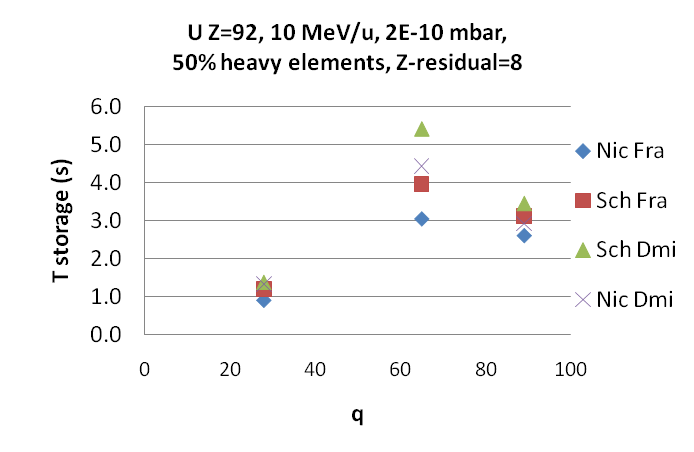 U Z=92, 10 MeV/u, 2E-10 mbar,
50% heavy elements, Z-residual=8
T storage (s)
6.0
5.0
4.0
3.0
2.0
1.0
0.0
0 20 40 60 80 100
q
Nic Fra
Sch Fra
Sch Dmi
Nic Dmi